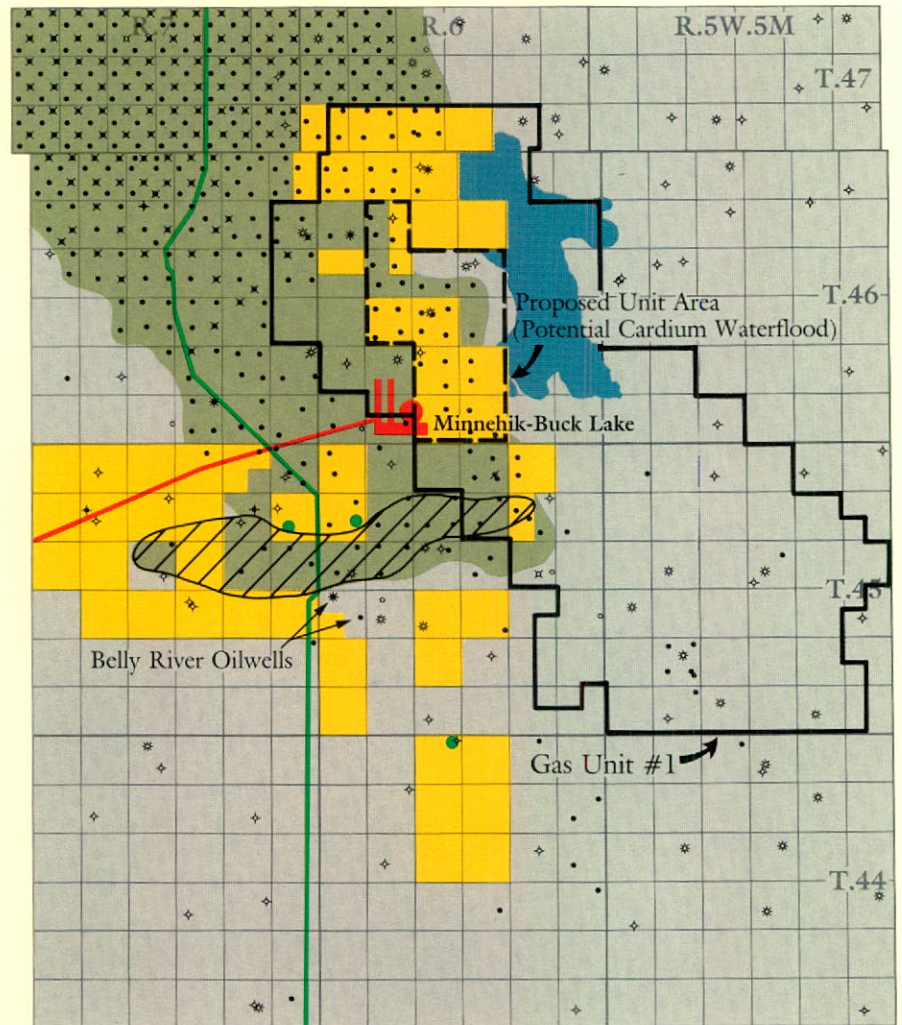 R.7 R.6 R.5W.5M
T.47
T.46
Proposed Unit Area
(Potential Cardium Waterflood)
Minnehik-Buck Lake
T.45
Belly River Oilwells
Gas Unit #1
T.44